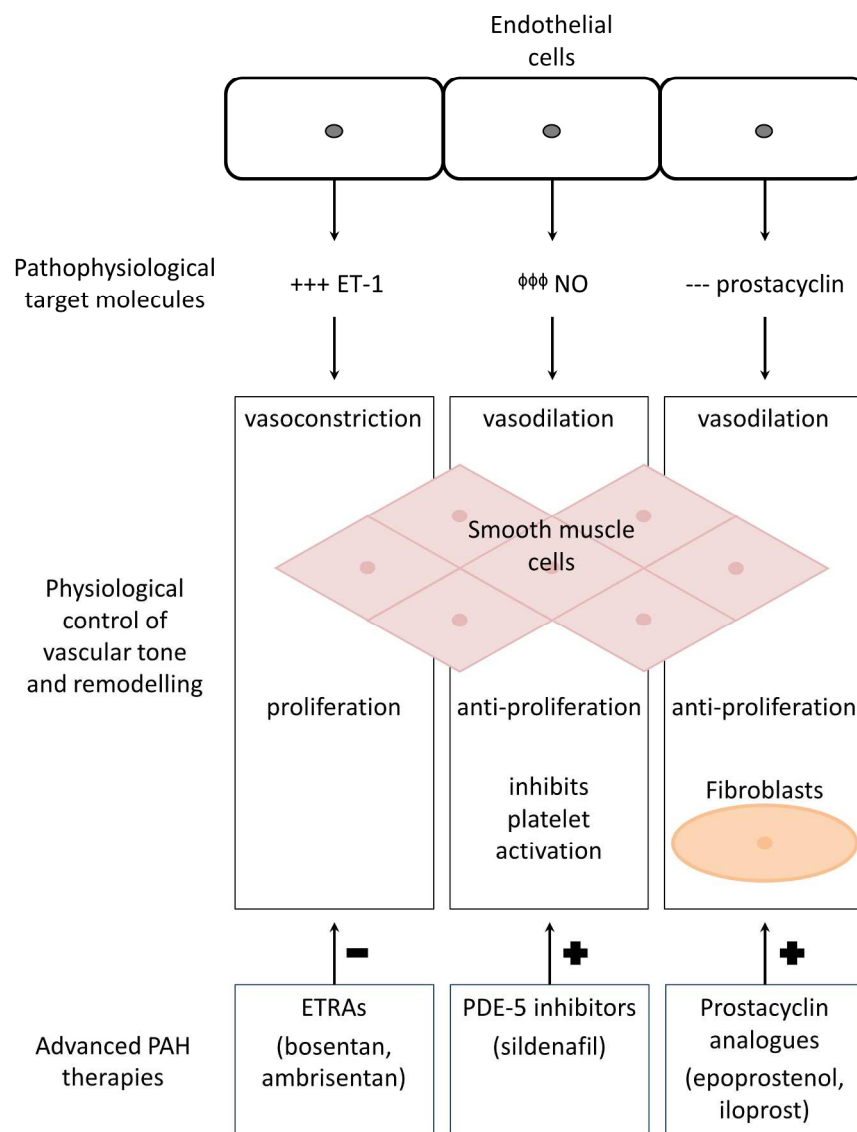 Endothelial
cells
Pathophysiological
target molecules
+++ ET-1
ϕϕϕ NO
--- prostacyclin
vasoconstriction
vasodilation
vasodilation
Smooth muscle
cells
Physiological
control of
vascular tone
and remodelling
proliferation
anti-proliferation
anti-proliferation
inhibits
platelet
activation
Fibroblasts
-
+
+
Advanced PAH
therapies
ETRAs
(bosentan,
ambrisentan)
PDE-5 inhibitors
(sildenafil)
Prostacyclin
analogues
(epoprostenol,
iloprost)